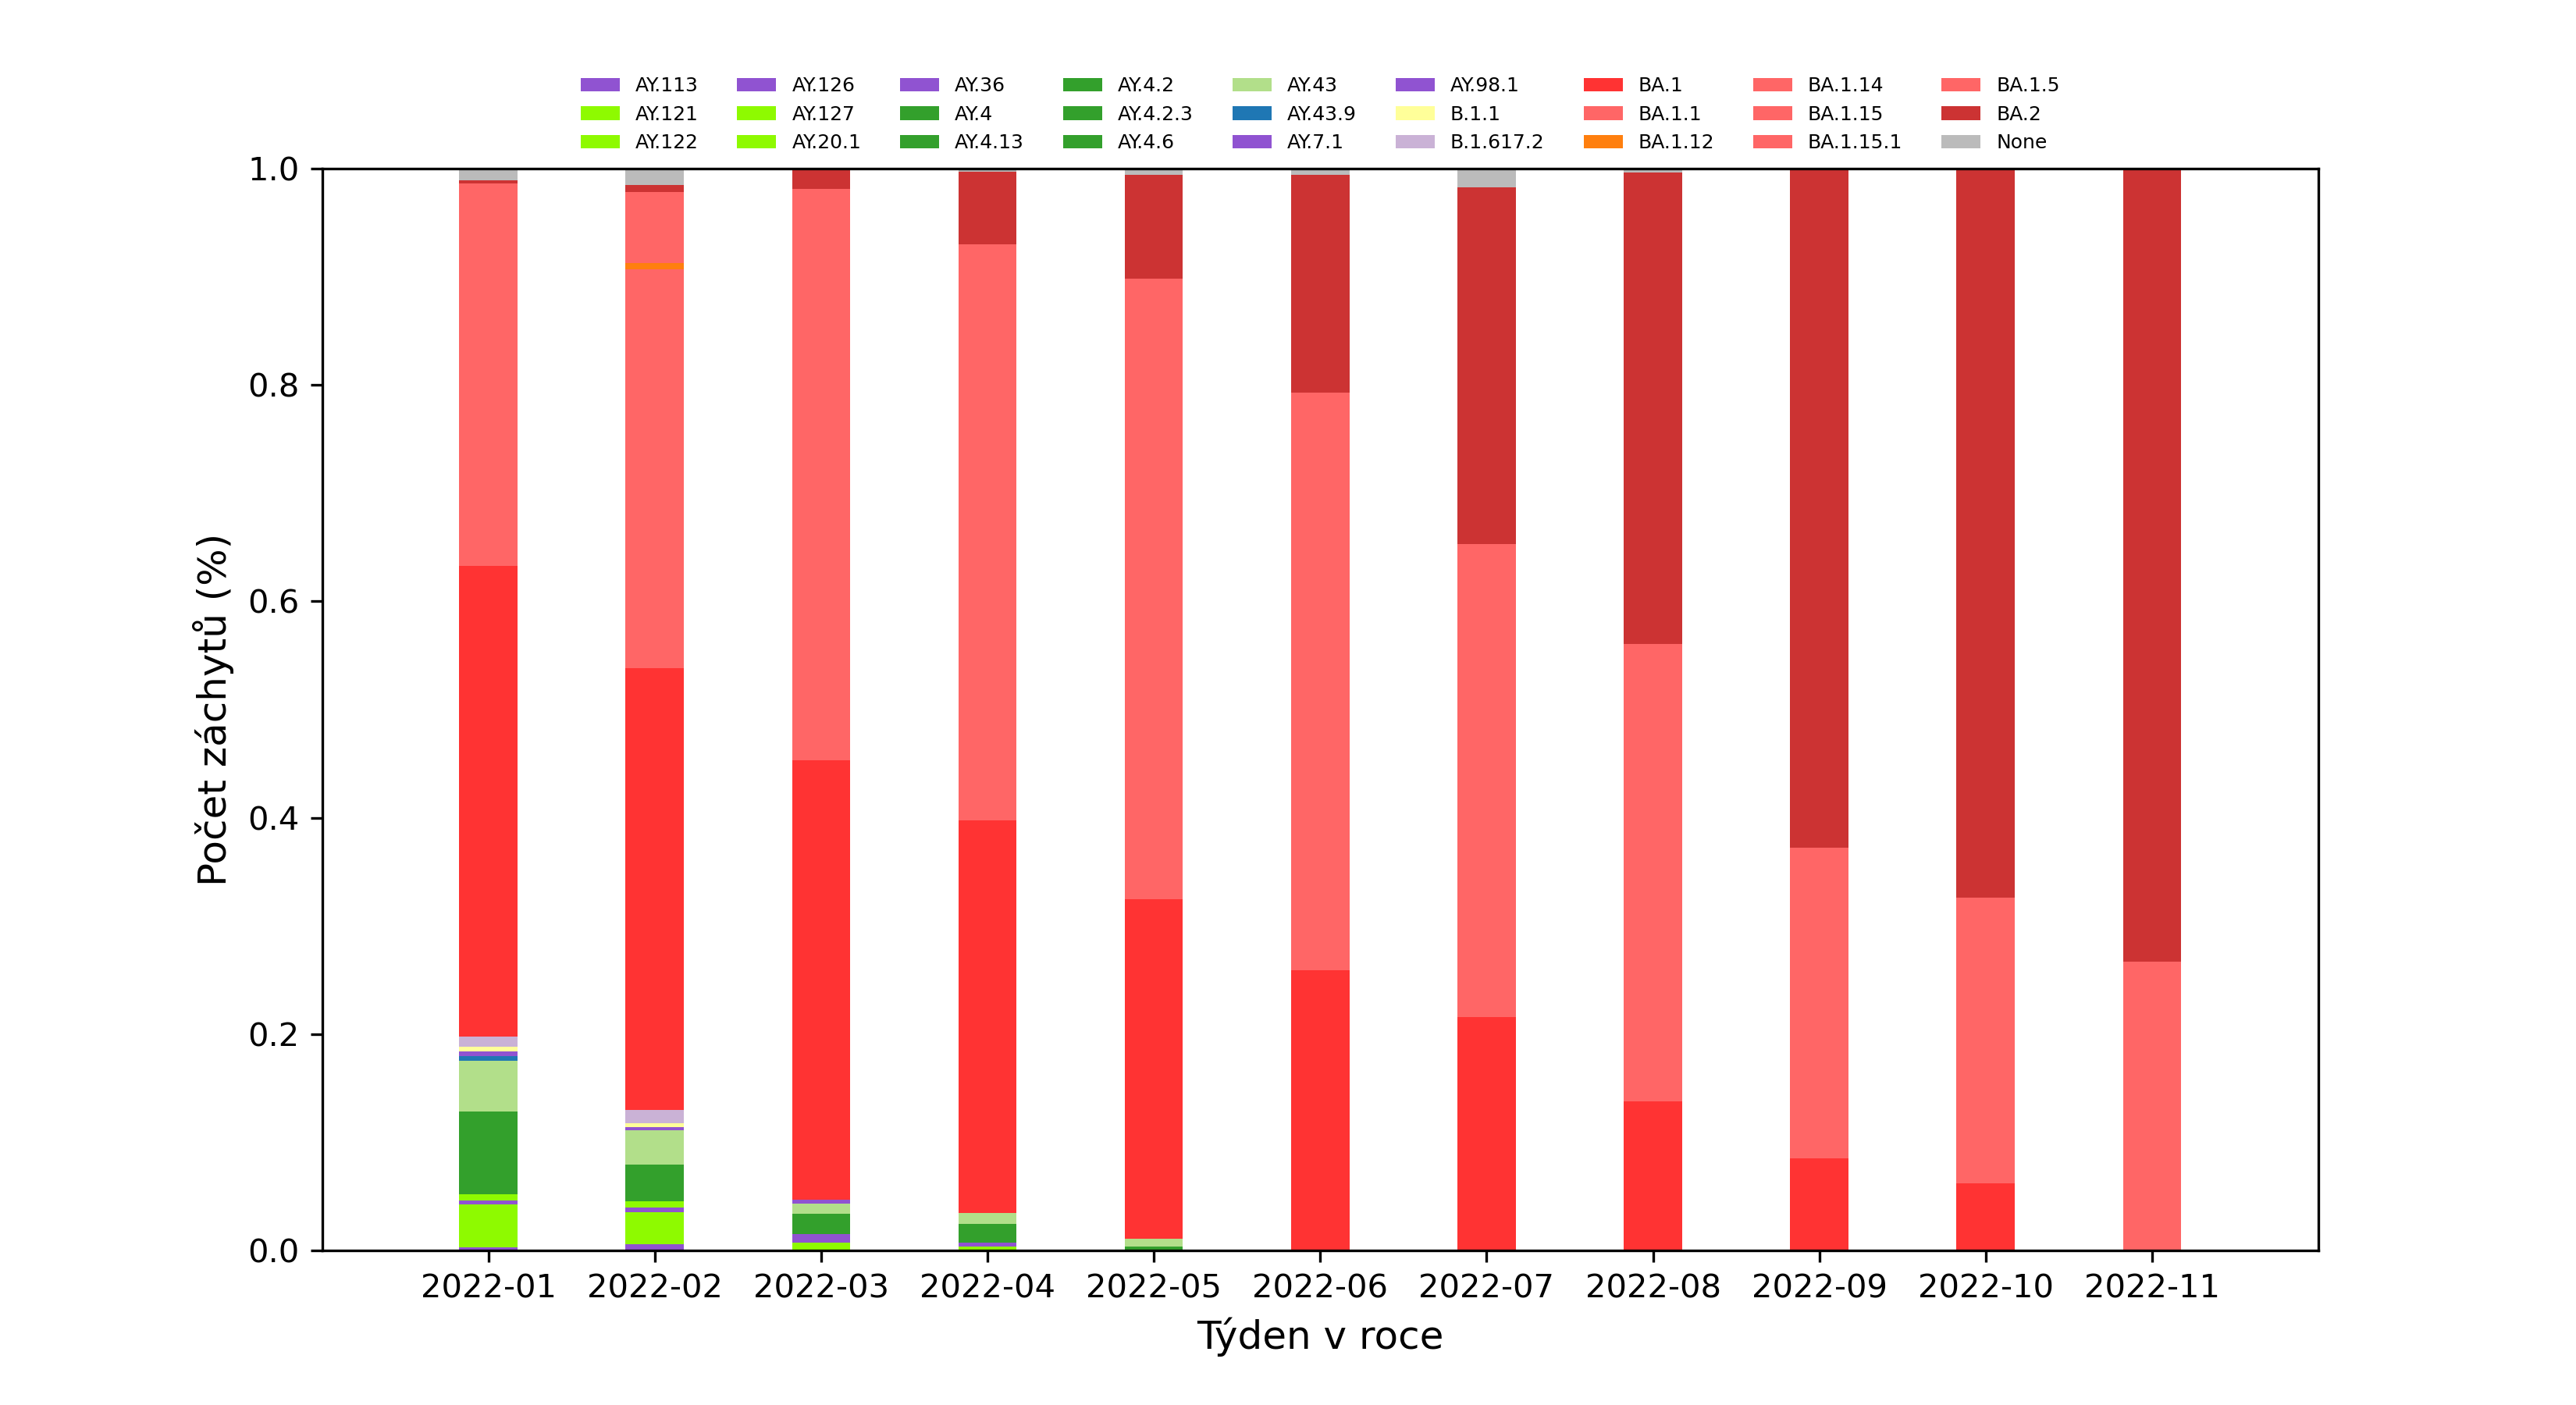 AY.113 AY.126 AY.36 AY.4.2 AY.43 AY.98.1 BA.1 BA.1.14 BA.1.5
AY.121 AY.127 AY.4 AY.4.2.3 AY.43.9 B.1.1 BA.1.1 BA.1.15 BA.2
AY.122 AY.20.1 AY.4.13 AY.4.6 AY.7.1 B.1.617.2 BA.1.12 BA.1.15.1 None
1.0
0.8
0.6
0.4
0.2
0.0
Počet záchytů (%)
2022-01 2022-02 2022-03 2022-04 2022-05 2022-06 2022-07 2022-08 2022-09 2022-10 2022-11
Týden v roce